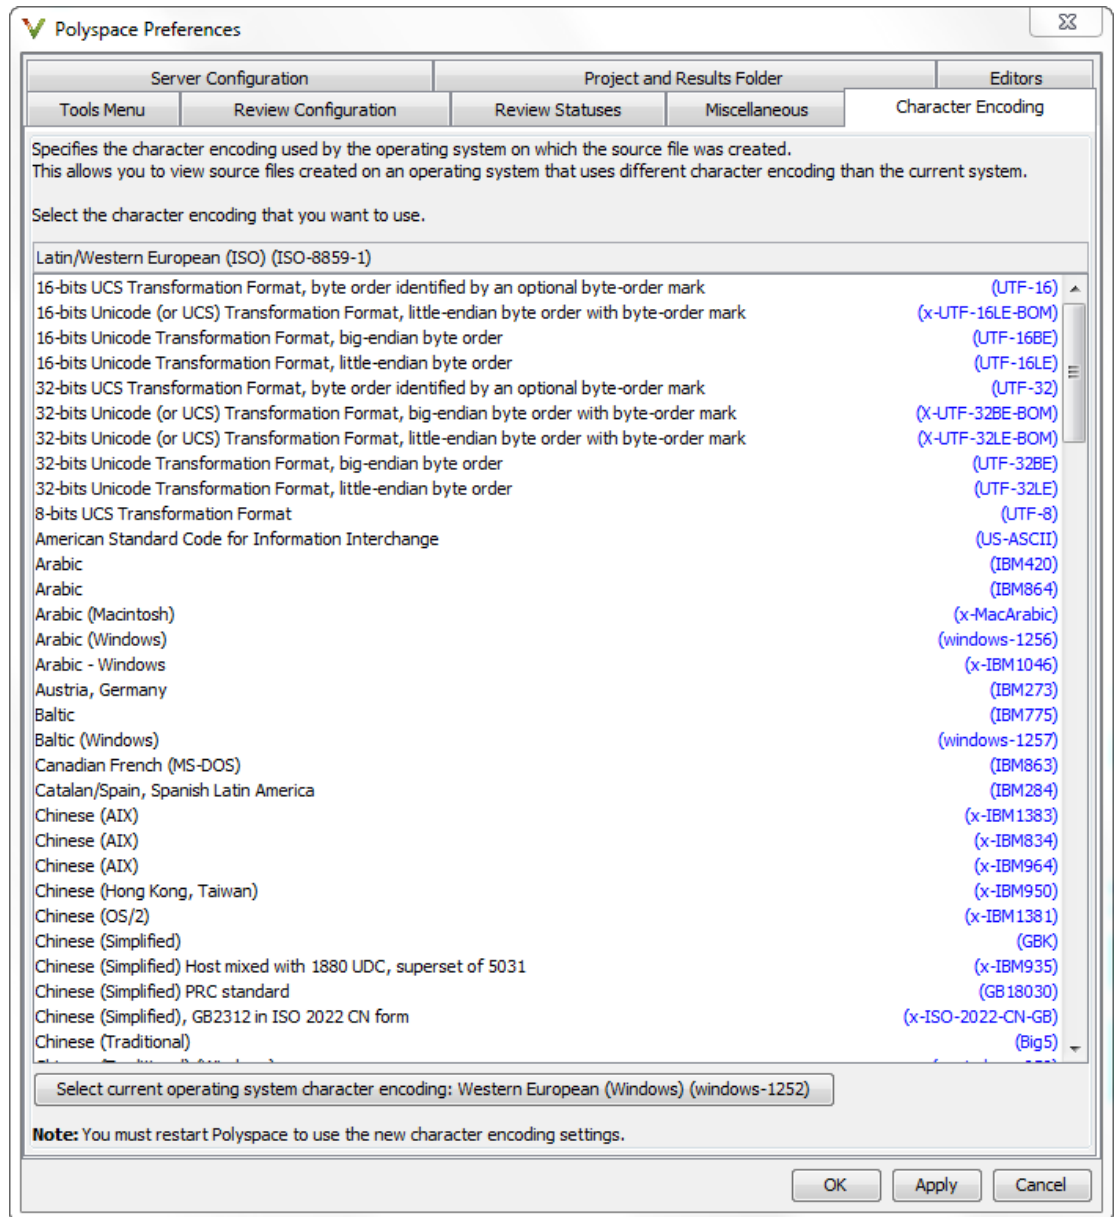 Polyspace Preferences
Server Configuration Project and Results Folder Editors
Tools Menu Review Configuration Review Statuses Miscellaneous Character Encoding
Specifies the character encoding used by the operating system on which the source file was created.
This allows you to view source files created on an operating system that uses different character encoding than the current system.
Select the character encoding that you want to use.
Latin/Western European (ISO) (ISO-8859-1)
16-bits UCS Transformation Format, byte order identified by an optional byte-order mark (UTF-16)
16-bits Unicode (or UCS) Transformation Format, little-endian byte order with byte-order mark (x-UTF-16LE-BOM)
16-bits Unicode Transformation Format, big-endian byte order (UTF-16BE)
16-bits Unicode Transformation Format, little-endian byte order (UTF-16LE)
32-bits UCS Transformation Format, byte order identified by an optional byte-order mark (UTF-32)
32-bits Unicode (or UCS) Transformation Format, big-endian byte order with byte-order mark (X-UTF-32BE-BOM)
32-bits Unicode (or UCS) Transformation Format, little-endian byte order with byte-order mark (X-UTF-32LE-BOM)
32-bits Unicode Transformation Format, big-endian byte order (UTF-32BE)
32-bits Unicode Transformation Format, little-endian byte order (UTF-32LE)
8-bits UCS Transformation Format (UTF-8)
American Standard Code for Information Interchange (US-ASCII)
Arabic (IBM420)
Arabic (IBM864)
Arabic (Macintosh) (x-MacArabic)
Arabic (Windows) (windows-1256)
Arabic - Windows (x-IBM1046)
Austria, Germany (IBM273)
Baltic (IBM775)
Baltic (Windows) (windows-1257)
Canadian French (MS-DOS) (IBM863)
Catalan/Spain, Spanish Latin America (IBM284)
Chinese (AIX) (x-IBM1383)
Chinese (AIX) (x-IBM834)
Chinese (AIX) (x-IBM964)
Chinese (Hong Kong, Taiwan) (x-IBM950)
Chinese (OS/2) (x-IBM1381)
Chinese (Simplified) (GBK)
Chinese (Simplified) Host mixed with 1880 UDC, superset of 5031 (x-IBM935)
Chinese (Simplified) PRC standard (GB18030)
Chinese (Simplified), GB2312 in ISO 2022 CN form (x-ISO-2022-CN-GB)
Chinese (Traditional) (Big5)
Select current operating system character encoding: Western European (Windows) (windows-1252)
Note: You must restart Polyspace to use the new character encoding settings.
OK Apply Cancel